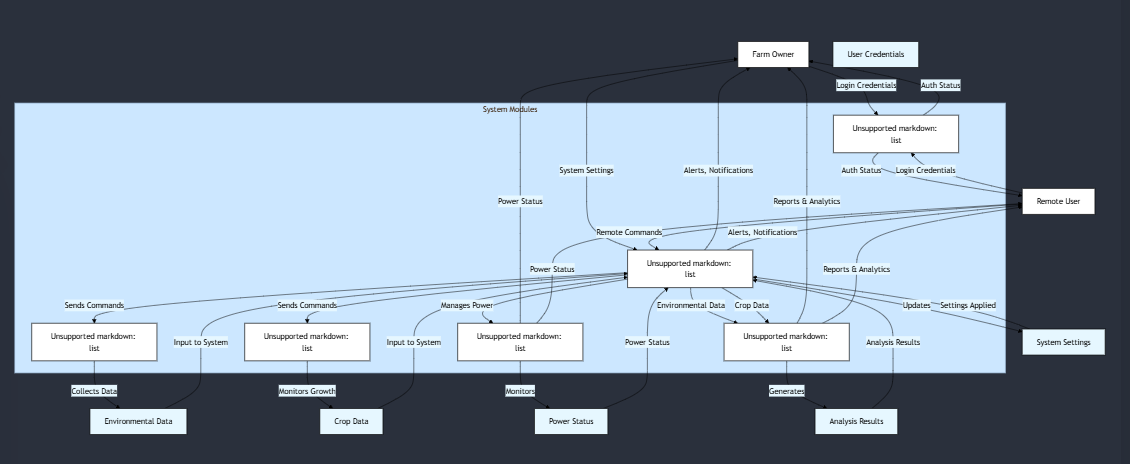 Farm Owner
User Credentials
Login Credentials
Auth Status
System Modules
Unsupported markdown:
list
Auth Status
Login Credentials
System Settings
Alerts, Notifications
Power Status
Reports & Analytics
Remote User
Remote Commands
Alerts, Notifications
Unsupported markdown:
list
Power Status
Reports & Analytics
Sends Commands
Sends Commands
Manages Power
Environmental Data
Crop Data
Updates
Settings Applied
Unsupported markdown:
list
Input to System
Unsupported markdown:
list
Input to System
Unsupported markdown:
list
Power Status
Unsupported markdown:
list
Analysis Results
System Settings
Collects Data
Monitors Growth
Monitors
Generates
Environmental Data
Crop Data
Power Status
Analysis Results